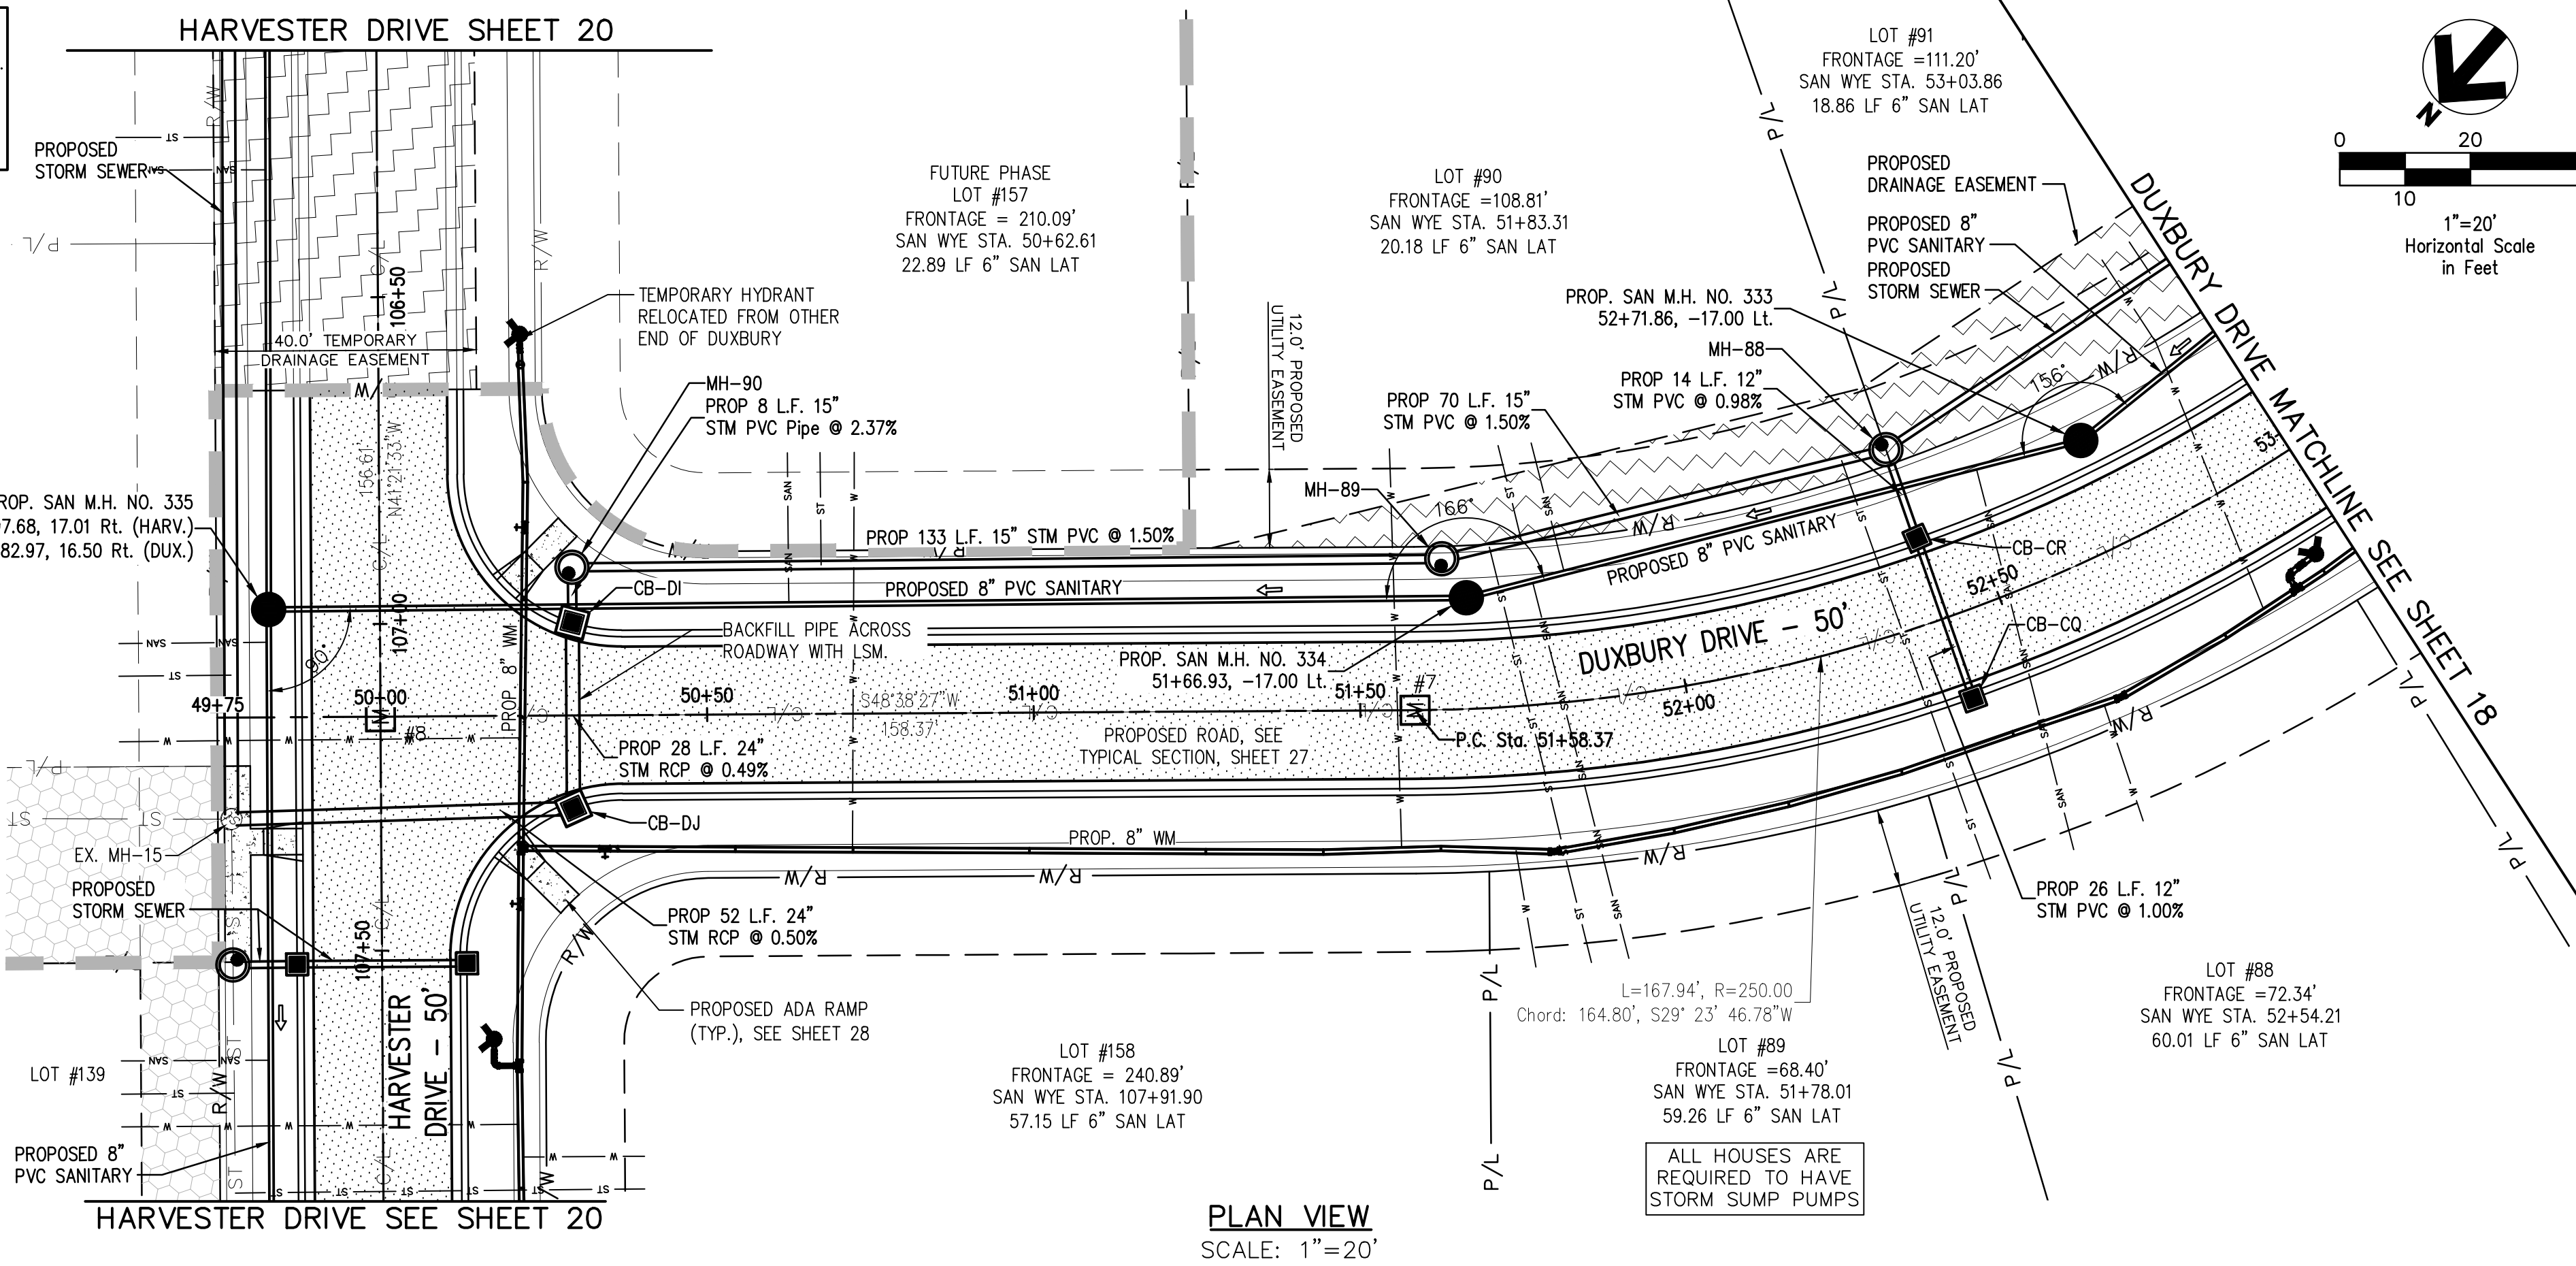 HARVESTER DRIVE SHEET 20
PROPOSED
STORM SEWER
40.0' TEMPORARY
DRAINAGE EASEMENT
106+50
156.61'
N41°21'33"W
TEMPORARY HYDRANT
RELOCATED FROM OTHER
END OF DUXBURY
MH-90
PROP 8 L.F. 15"
STM PVC Pipe @ 2.37%
FUTURE PHASE
LOT #157
FRONTAGE = 210.09'
SAN WYE STA. 50+62.61
22.89 LF 6" SAN LAT
LOT #90
FRONTAGE =108.81'
SAN WYE STA. 51+83.31
20.18 LF 6" SAN LAT
LOT #91
FRONTAGE =111.20'
SAN WYE STA. 53+03.86
18.86 LF 6" SAN LAT
N
0 20
10
1"=20'
Horizontal Scale
in Feet
PROPOSED
DRAINAGE EASEMENT
PROPOSED 8"
PVC SANITARY
PROPOSED
STORM SEWER
PROP. SAN M.H. NO. 333
52+71.86, -17.00 Lt.
MH-88
PROP 14 L.F. 12"
STM PVC @ 0.98%
PROP 70 L.F. 15"
STM PVC @ 1.50%
12.0' PROPOSED
UTILITY EASEMENT
MH-89
166°
156°
DUXBURY DRIVE MATCHLINE SEE SHEET 18
ROP. SAN M.H. NO. 335
7.68, 17.01 Rt. (HARV.)
82.97, 16.50 Rt. (DUX.)
PROP 133 L.F. 15" STM PVC @ 1.50%
PROPOSED 8" PVC SANITARY
PROPOSED 8" PVC SANITARY
CB-DI
90°
107+00
PROP 8" WM
BACKFILL PIPE ACROSS
ROADWAY WITH LSM.
PROP. SAN M.H. NO. 334
51+66.93, -17.00 Lt.
DUXBURY DRIVE - 50'
CB-CR
52+50
53
CB-CQ
49+75
50+00
#8
50+50
S48°38'27"W
158.37'
51+00
51+50
#7
52+00
M
M
P.C. Sta. 51+58.37
PROP 28 L.F. 24"
STM RCP @ 0.49%
PROPOSED ROAD, SEE
TYPICAL SECTION, SHEET 27
CB-DJ
EX. MH-15
PROP. 8" WM
PROPOSED
STORM SEWER
107+50
PROP 52 L.F. 24"
STM RCP @ 0.50%
PROPOSED ADA RAMP
(TYP.), SEE SHEET 28
PROP 26 L.F. 12"
STM PVC @ 1.00%
12.0' PROPOSED
UTILITY EASEMENT
L=167.94', R=250.00
Chord: 164.80', S29° 23' 46.78"W
LOT #88
FRONTAGE =72.34'
SAN WYE STA. 52+54.21
60.01 LF 6" SAN LAT
LOT #89
FRONTAGE =68.40'
SAN WYE STA. 51+78.01
59.26 LF 6" SAN LAT
LOT #158
FRONTAGE = 240.89'
SAN WYE STA. 107+91.90
57.15 LF 6" SAN LAT
LOT #139
HARVESTER
DRIVE - 50'
PROPOSED 8"
PVC SANITARY
ALL HOUSES ARE
REQUIRED TO HAVE
STORM SUMP PUMPS
HARVESTER DRIVE SEE SHEET 20
PLAN VIEW
SCALE: 1"=20'